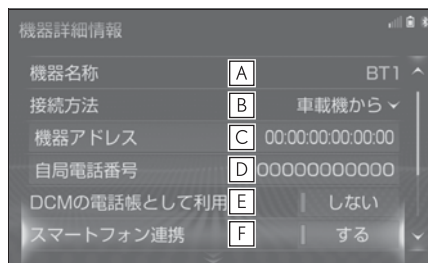 機器詳細情報
機器名称 A BT1
接続方法 B 車載機から
機器アドレス C 00:00:00:00:00:00
自局電話番号 D 00000000000
DCMの電話帳として利用 E しない
スマートフォン連携 F する